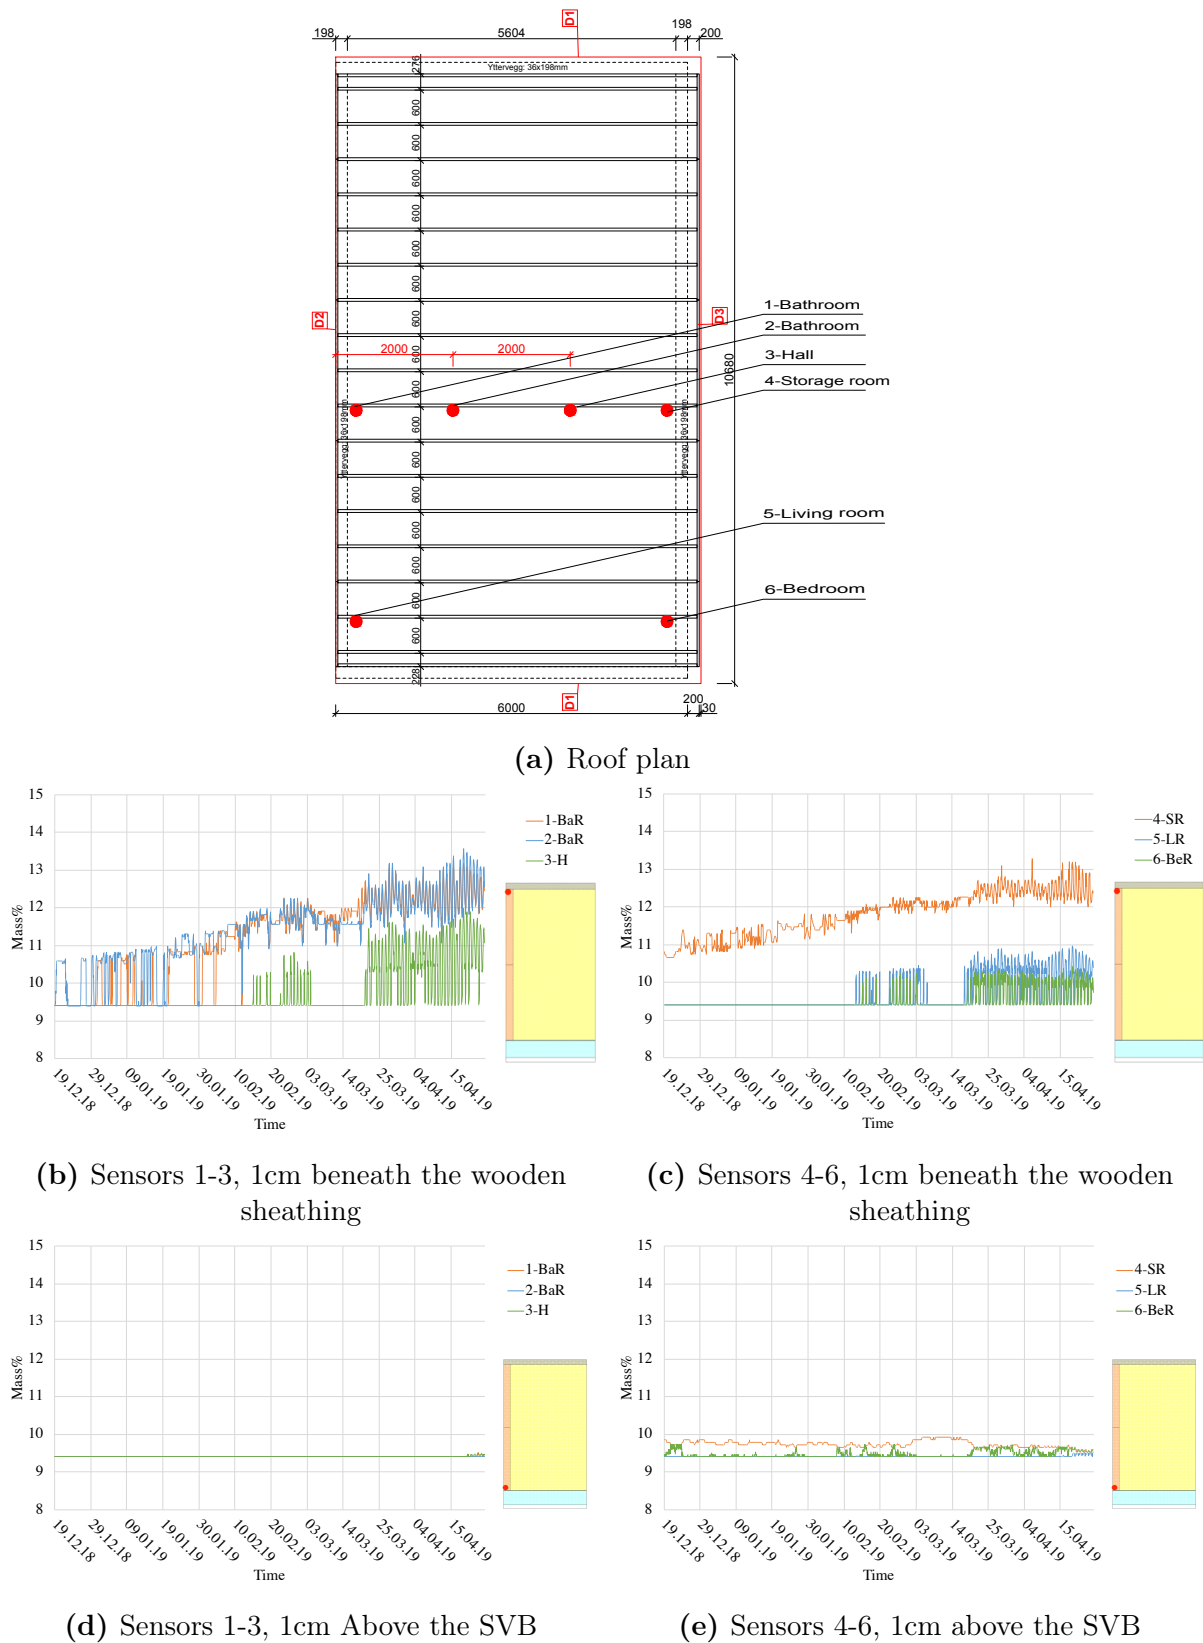 D1
198
5604
198
200
276
Yttervegg: 36x198mm
600
600
600
600
600
600
600
1-Bathroom
D2
D3
2-Bathroom
2000
2000
600
3-Hall
10680
600
4-Storage room
600
Yttervegg: 36x198mm
Yttervegg: 36x198mm
600
600
5-Living room
600
600
600
6-Bedroom
600
228
D1
200
6000
30
(a) Roof plan
15
14
13
12
11
10
9
8
Mass%
1-BaR
2-BaR
3-H
19.12.18
29.12.18
09.01.19
19.01.19
30.01.19
10.02.19
20.02.19
03.03.19
14.03.19
25.03.19
04.04.19
15.04.19
Time
15
14
13
12
11
10
9
8
Mass%
4-SR
5-LR
6-BeR
19.12.18
29.12.18
09.01.19
19.01.19
30.01.19
10.02.19
20.02.19
03.03.19
14.03.19
25.03.19
04.04.19
15.04.19
Time
(b) Sensors 1-3, 1cm beneath the wooden
sheathing
(c) Sensors 4-6, 1cm beneath the wooden
sheathing
15
14
13
12
11
10
9
8
Mass%
1-BaR
2-BaR
3-H
19.12.18
29.12.18
09.01.19
19.01.19
30.01.19
10.02.19
20.02.19
03.03.19
14.03.19
25.03.19
04.04.19
15.04.19
Time
15
14
13
12
11
10
9
8
Mass%
4-SR
5-LR
6-BeR
19.12.18
29.12.18
09.01.19
19.01.19
30.01.19
10.02.19
20.02.19
03.03.19
14.03.19
25.03.19
04.04.19
15.04.19
Time
(d) Sensors 1-3, 1cm Above the SVB
(e) Sensors 4-6, 1cm above the SVB